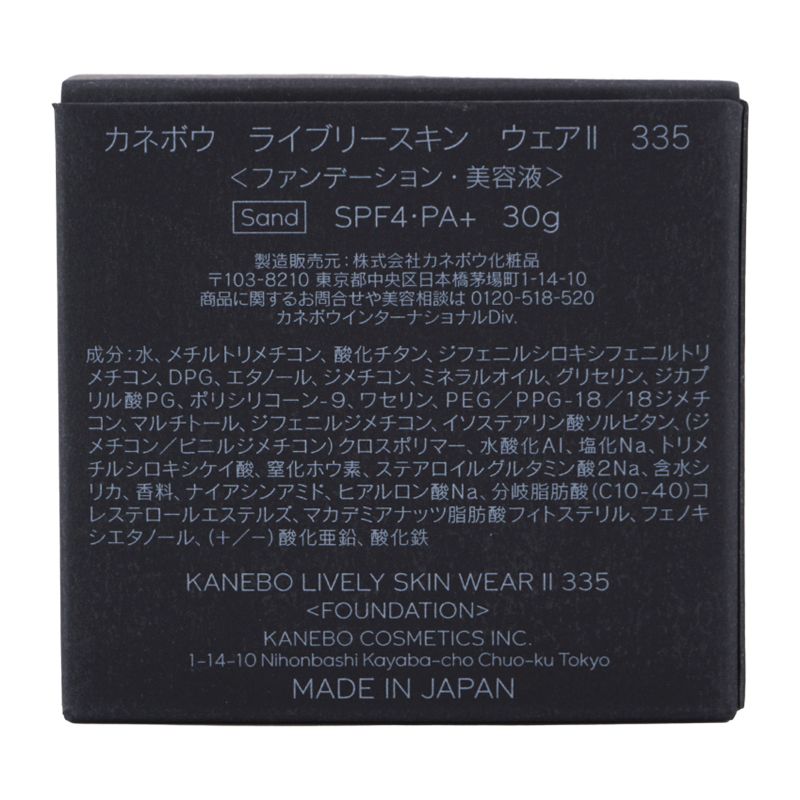 カネボウ ライブリースキン ウェアⅡ 335
<ファンデーション・美容液>
Sand SPF4・PA+ 30g
製造販売元:株式会社カネボウ化粧品
〒103-8210 東京都中央区日本橋茅場町1-14-10
商品に関するお問合せや美容相談は 0120-518-520
カネボウインターナショナルDiv.
成分:水、メチルトリメチコン、酸化チタン、ジフェニルシロキシフェニルトリ
メチコン、DPG、エタノール、ジメチコン、ミネラルオイル、グリセリン、ジカプ
リル酸PG、ポリシリコーン-9、ワセリン、PEG/PPG-18/18ジメチ
コン、マルチトール、ジフェニルジメチコン、イソステアリン酸ソルビタン、(ジ
メチコン/ビニルジメチコン)クロスポリマー、水酸化Al、塩化Na、トリメ
チルシロキシケイ酸、窒化ホウ素、ステアロイルグルタミン酸2Na、含水シ
リカ、香料、ナイアシンアミド、ヒアルロン酸Na、分岐脂肪酸(C10-40)コ
レステロールエステルズ、マカデミアナッツ脂肪酸フィトステリル、フェノキ
シエタノール、(+/-)酸化亜鉛、酸化鉄
KANEBO LIVELY SKIN WEAR Ⅱ 335
<FOUNDATION>
KANEBO COSMETICS INC.
1-14-10 Nihonbashi Kayaba-cho Chuo-ku Tokyo
MADE IN JAPAN